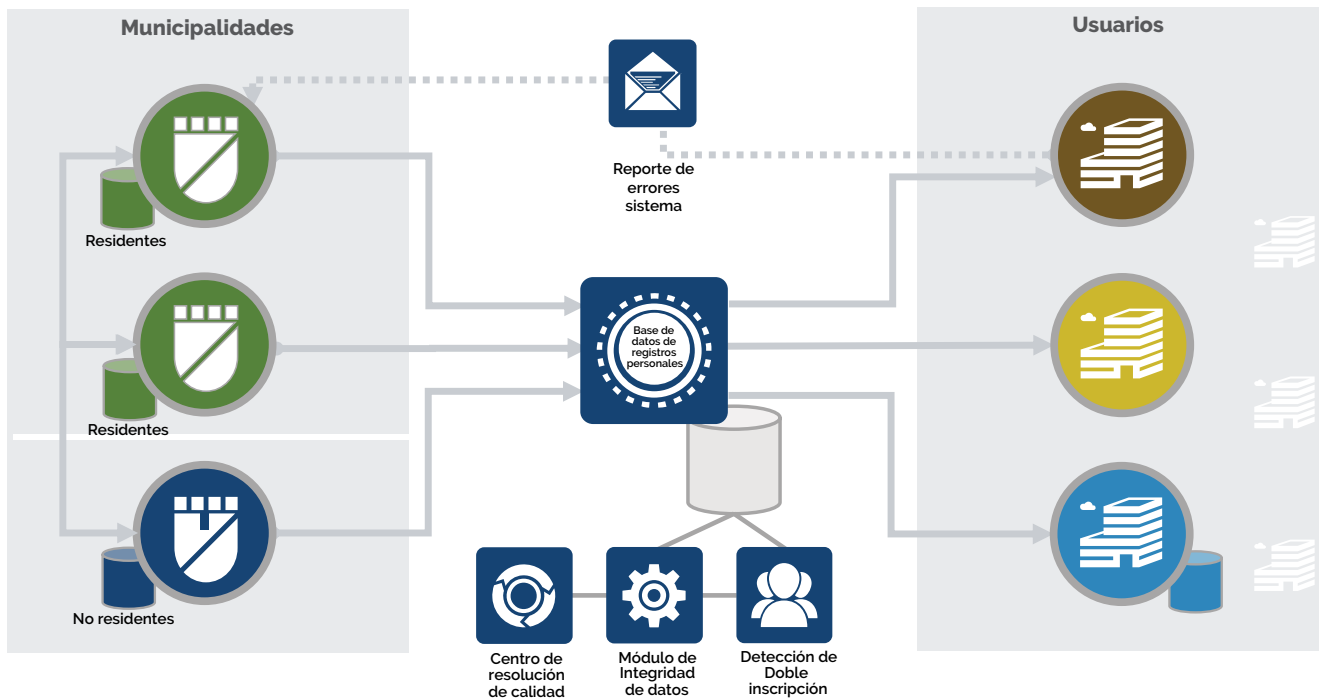 Municipalidades
Usuarios
Reporte de
errores
sistema
Residentes
Base de
datos de
registros
personales
Residentes
No residentes
Centro de
resolución
de calidad
Módulo de
Integridad
de datos
Detección de
Doble
inscripción